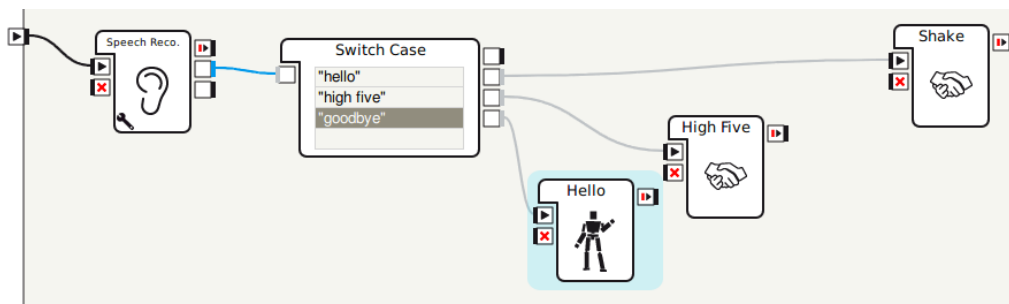 Speech Reco.
Switch Case
"hello"
"high five"
"goodbye"
Shake
High Five
Hello